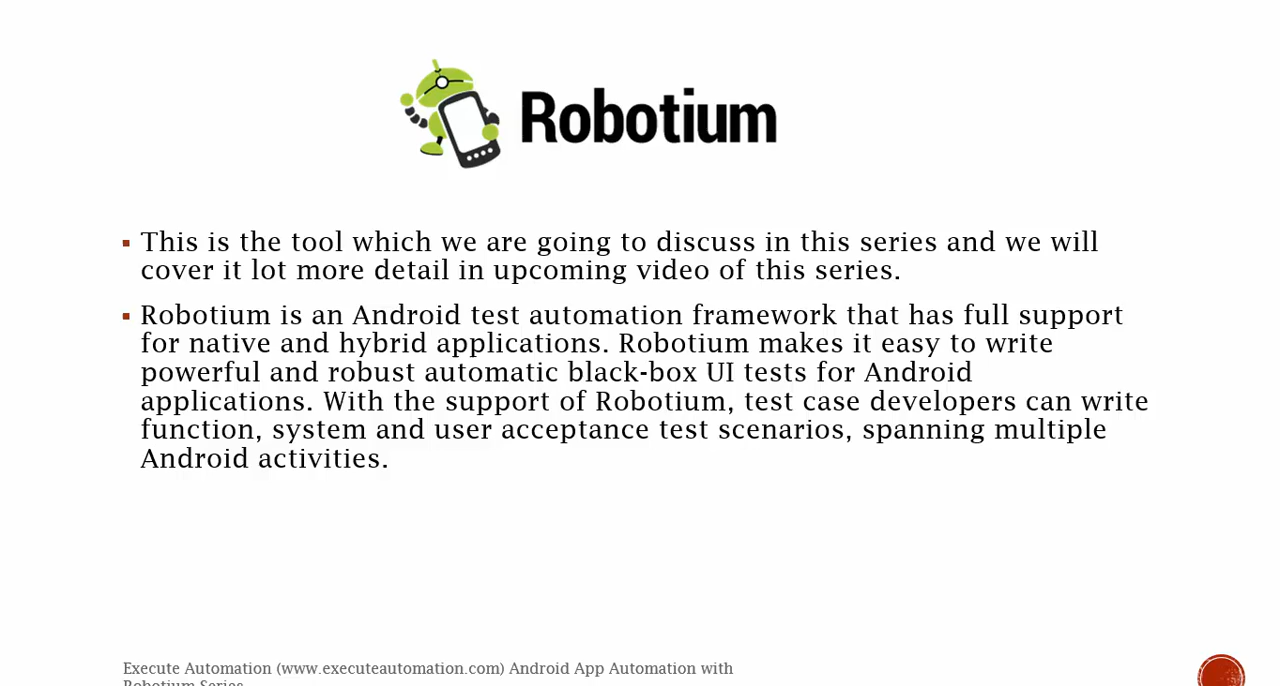 Robotium
▪ This is the tool which we are going to discuss in this series and we will
cover it lot more detail in upcoming video of this series.
▪ Robotium is an Android test automation framework that has full support
for native and hybrid applications. Robotium makes it easy to write
powerful and robust automatic black-box UI tests for Android
applications. With the support of Robotium, test case developers can write
function, system and user acceptance test scenarios, spanning multiple
Android activities.
Execute Automation (www.executeautomation.com) Android App Automation with
Robotium Series